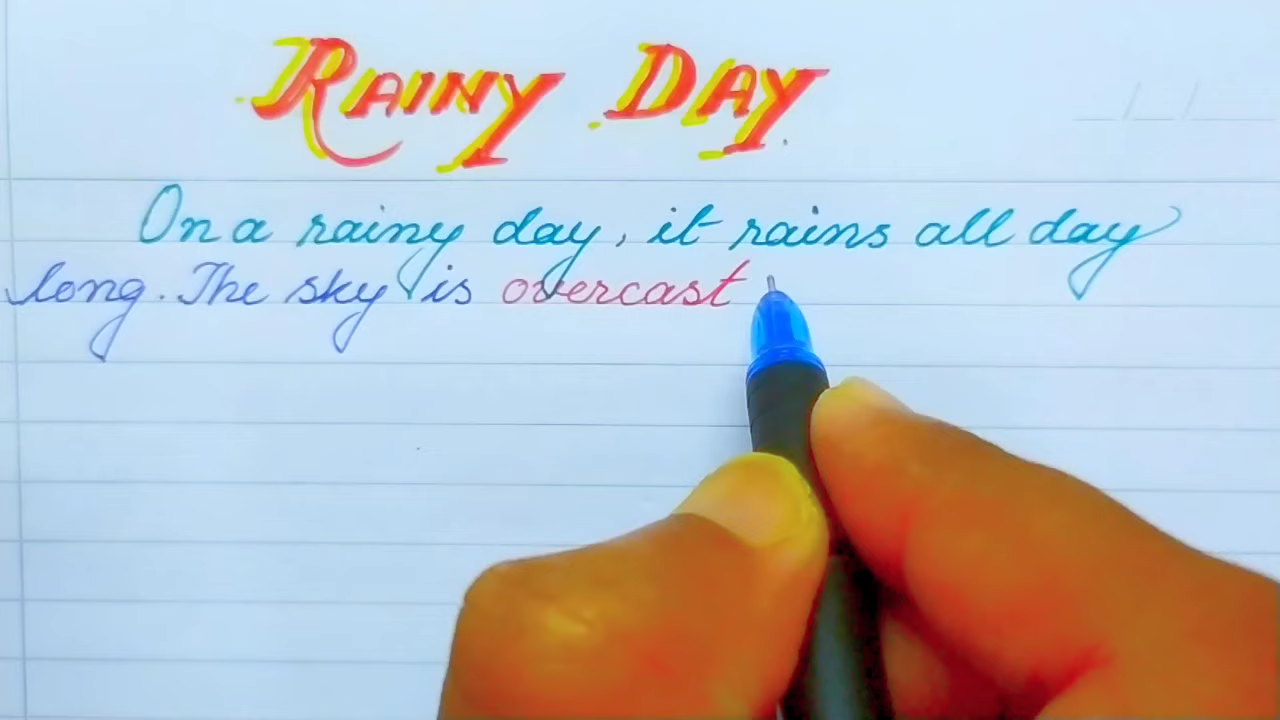 RAINY DAY
On a rainy day, it rains all day
long. The sky is overcast